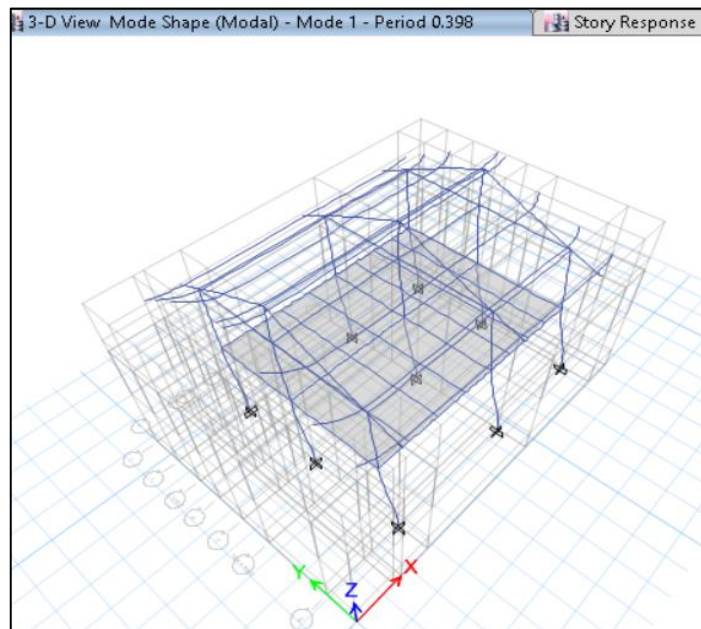 3-D View Mode Shape (Modal) - Mode 1 - Period 0.398
Story Response
Y
Z
X